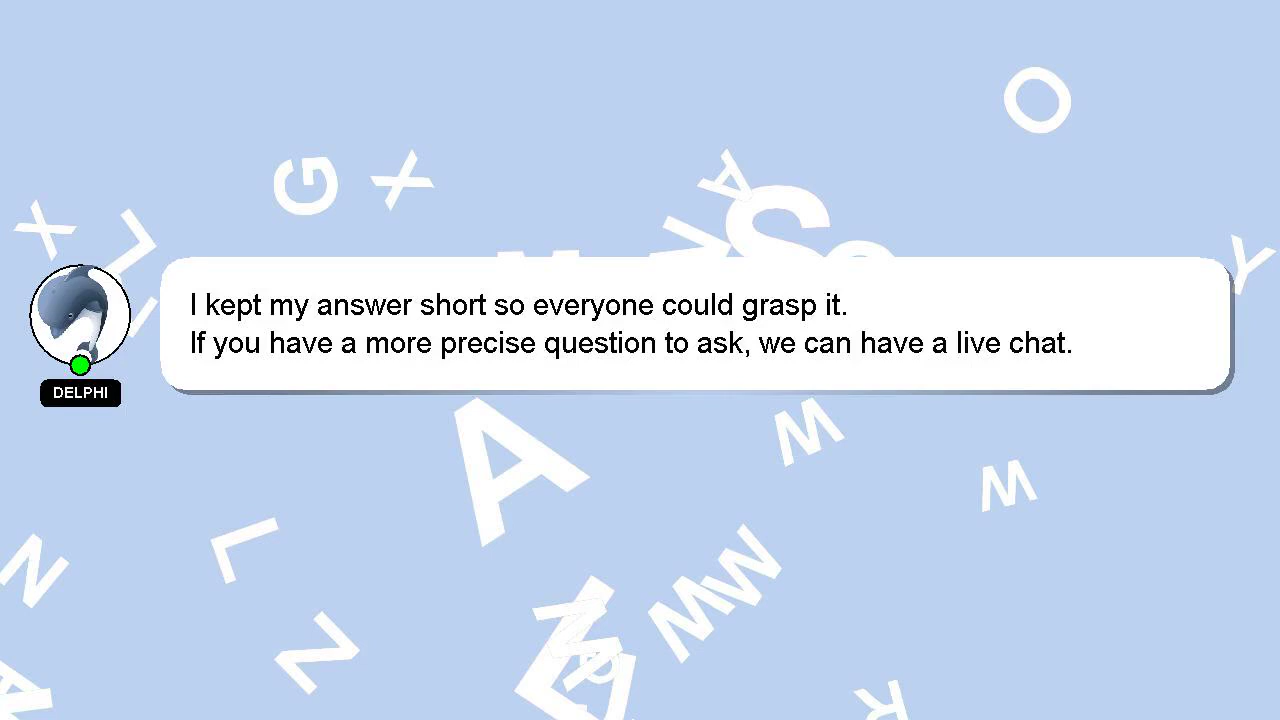 O
G X
A
X L S
Y
I kept my answer short so everyone could grasp it.
If you have a more precise question to ask, we can have a live chat.
DELPHI
A W
W
L
N W
W
Z
R